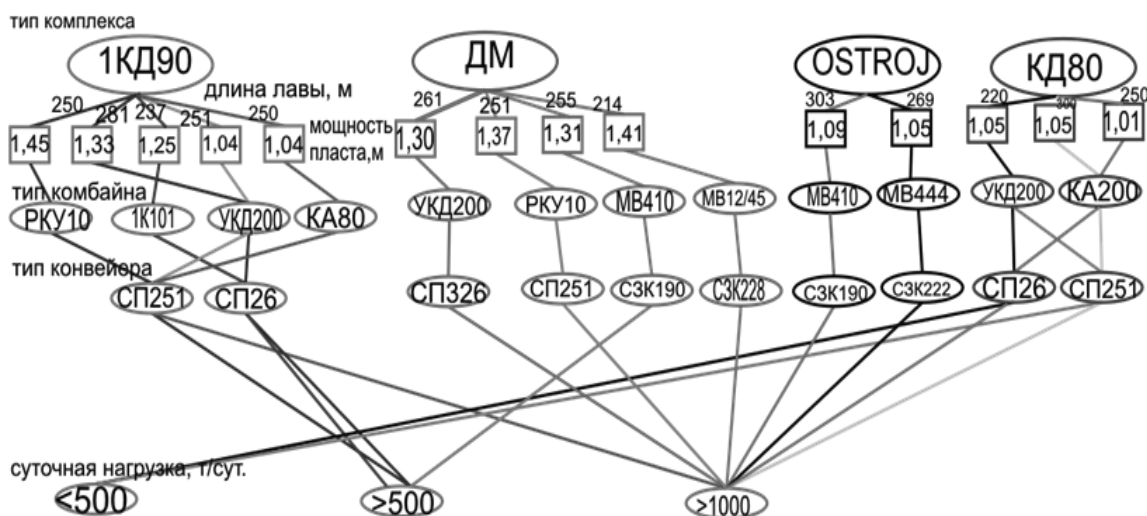 тип комплекса
1КД90 ДМ OSTROJ КД80
длина лавы, м
250 281 237 251 250 261 251 255 214 303 269 220 300 250
мощность
пласта,м
1,45 1,33 1,25 1,04 1,04 1,30 1,37 1,31 1,41 1,09 1,05 1,05 1,05 1,01
тип комбайна
РКУ10 1К101 УКД200 КА80 УКД200 РКУ10 МВ410 МВ12/45 МВ410 МВ444 УКД200 КА200
тип конвейера
СП251 СП26 СП326 СП251 СЗК190 СЗК228 СЗК190 СЗК222 СП26 СП251
суточная нагрузка, т/сут.
<500 >500 >1000